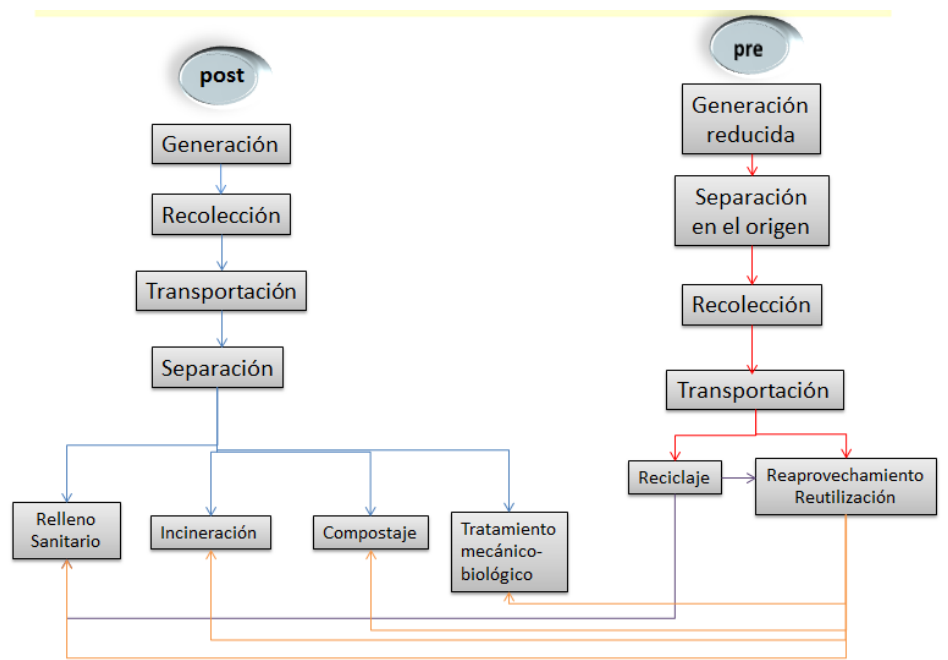 post
Generación
Recolección
Transportación
Separación
Relleno
Sanitario
Incineración
Compostaje
Tratamiento
mecánico-
biológico
pre
Generación
reducida
Separación
en el origen
Recolección
Transportación
Reciclaje
Reaprovechamiento
Reutilización